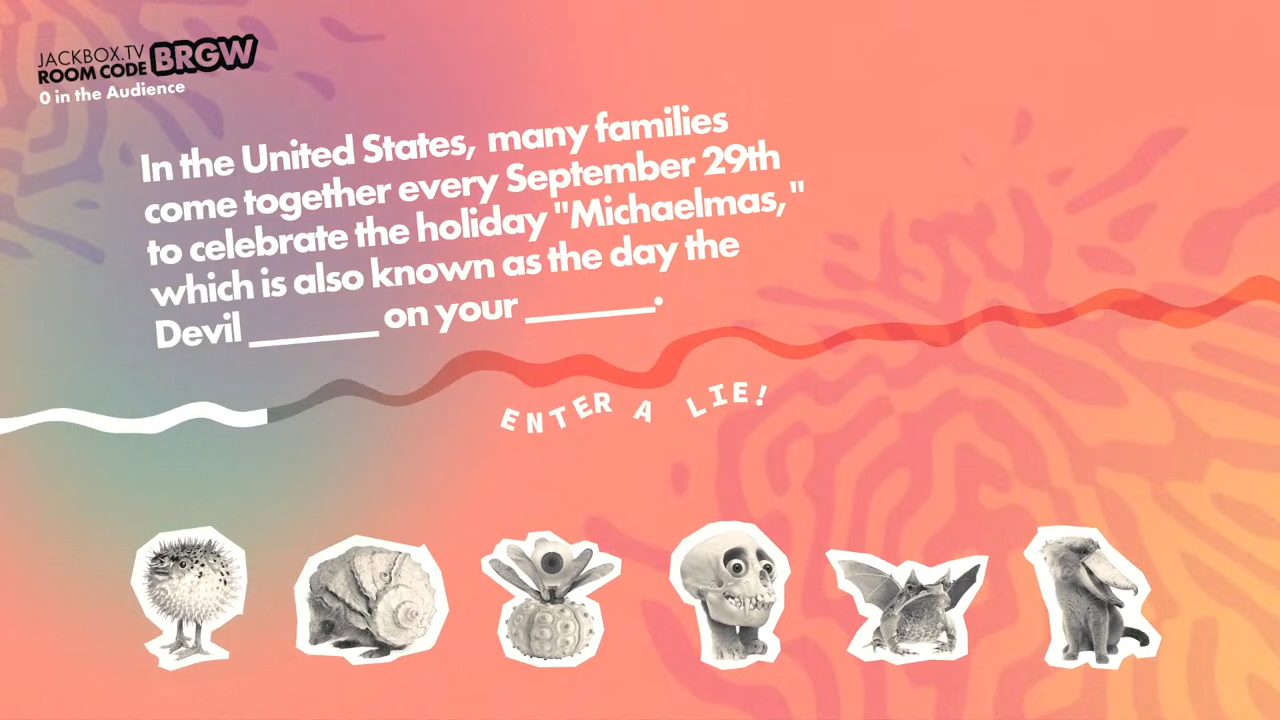 JACKBOX.TV
ROOM CODE BRGW
0 in the Audience
In the United States, many families
come together every September 29th
to celebrate the holiday "Michaelmas,"
which is also known as the day the
Devil ________ on your ________.
ENTER A LIE!